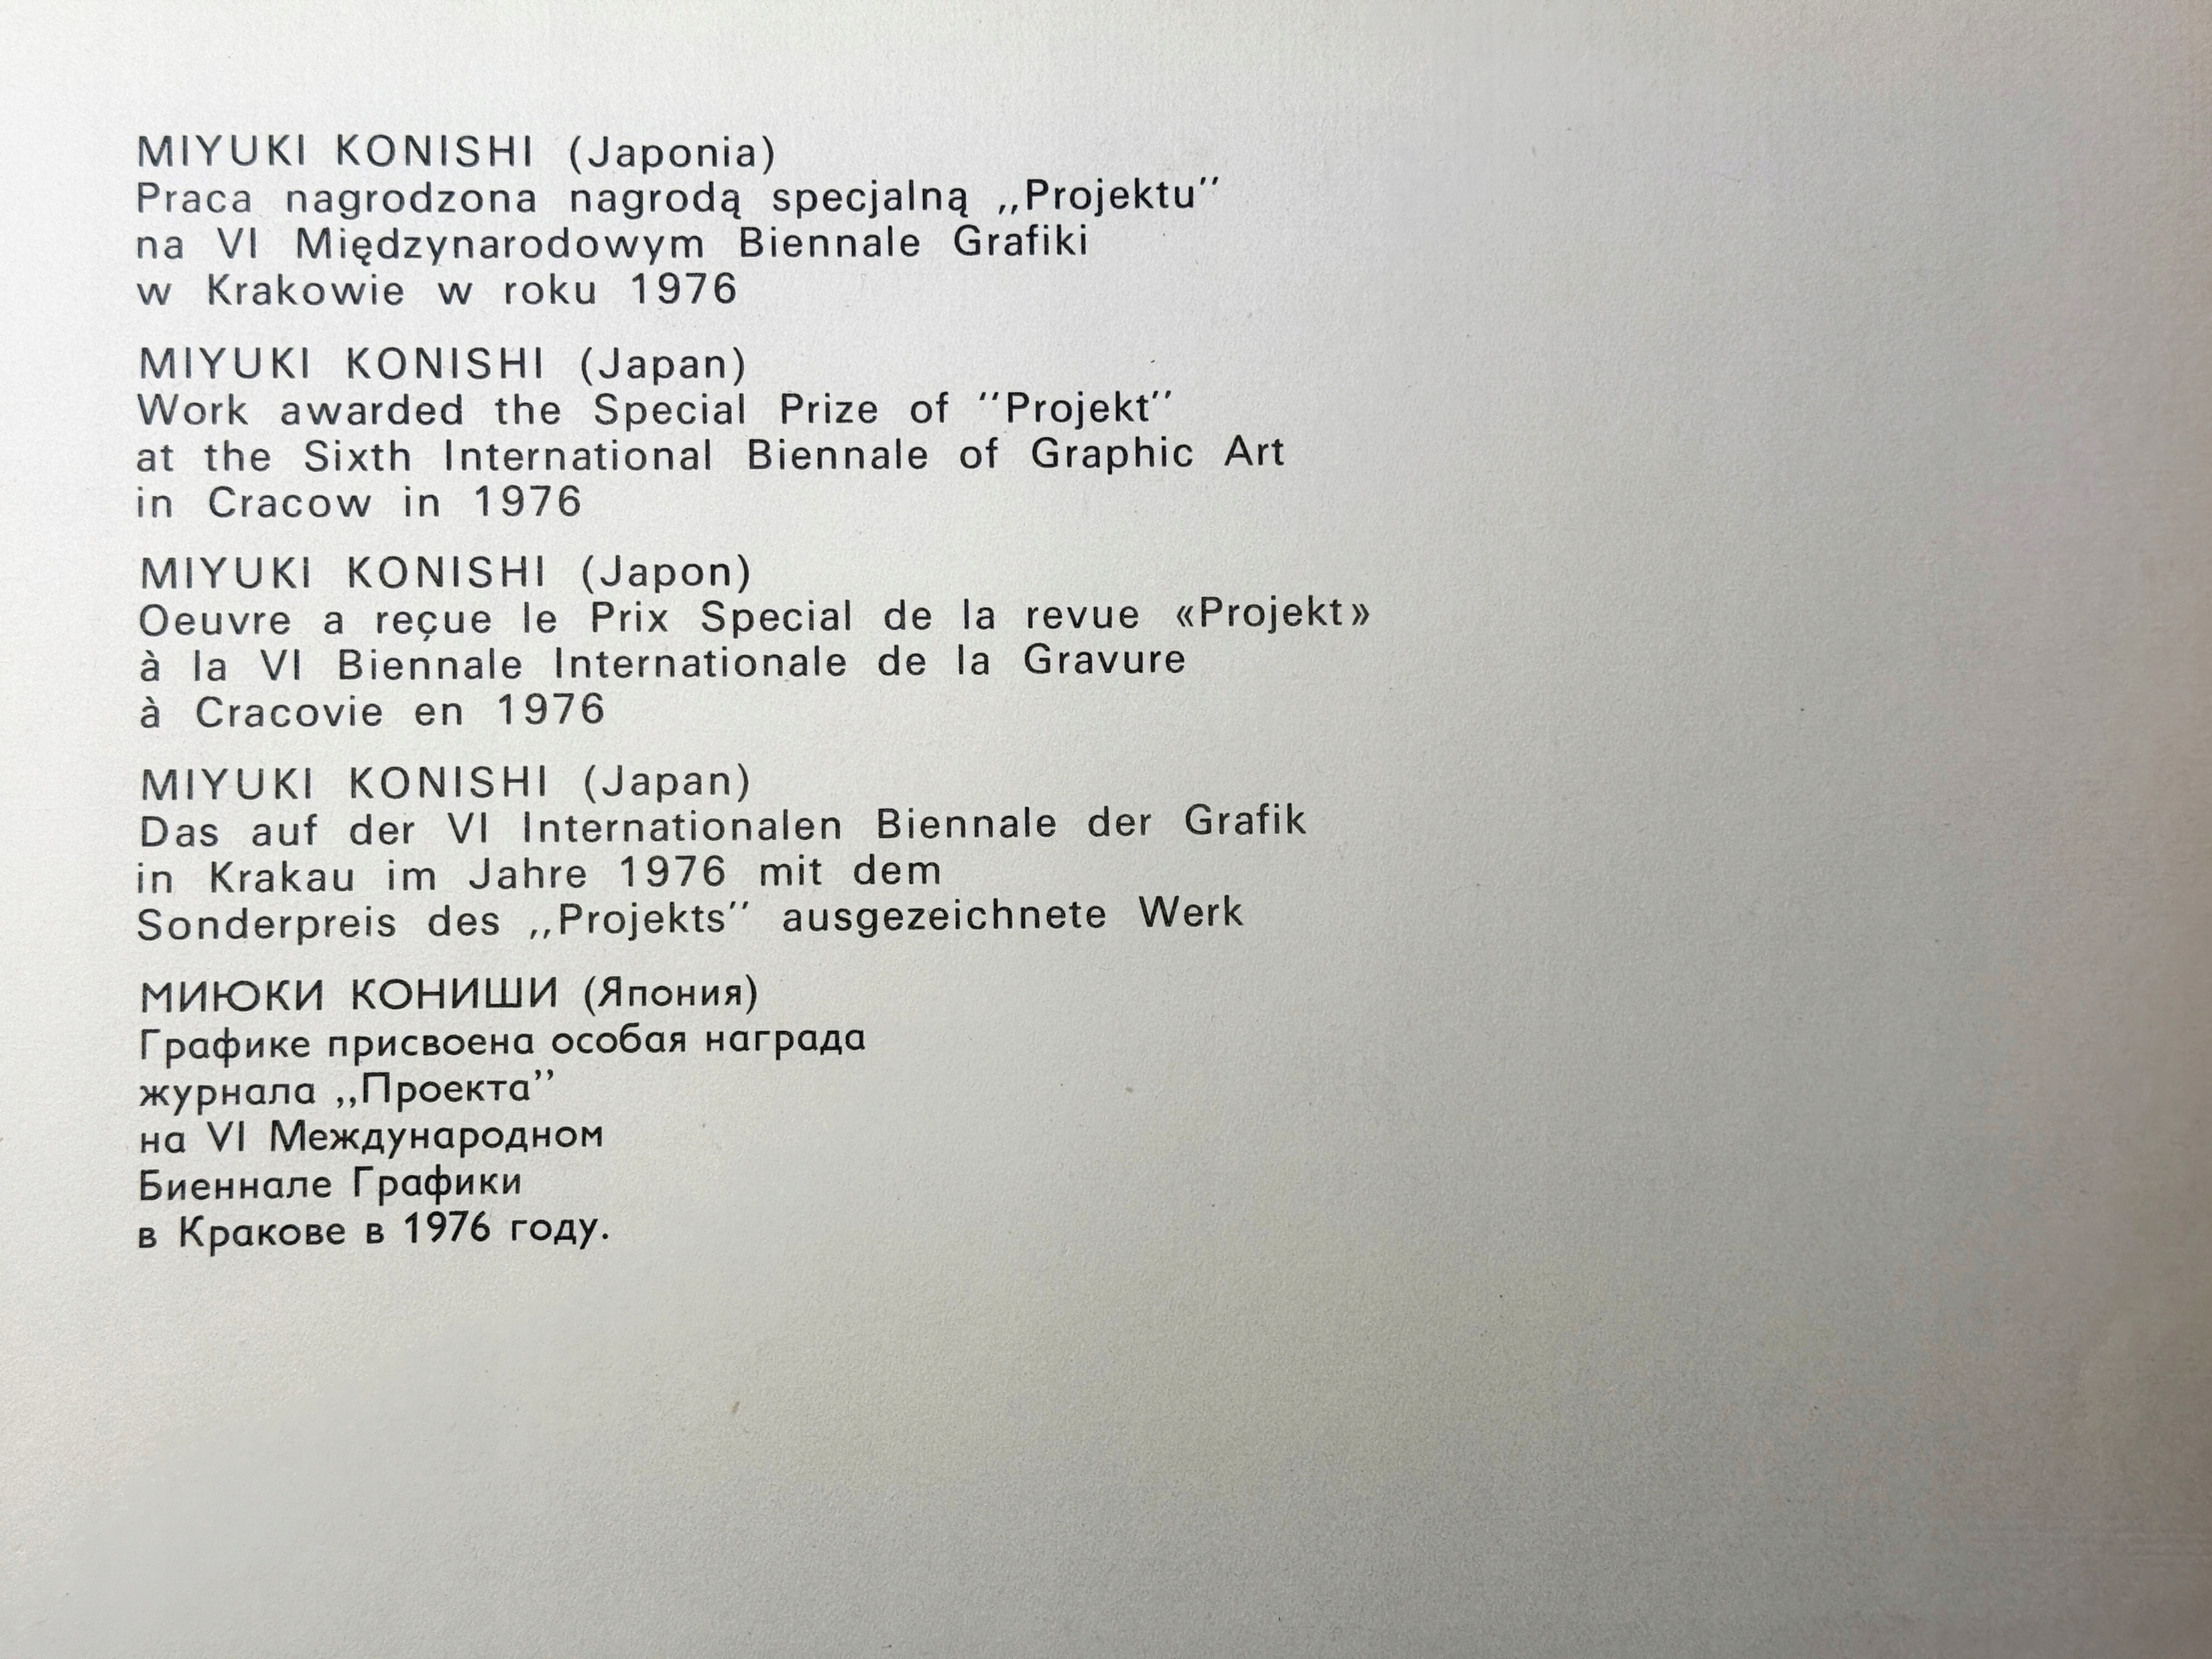 MIYUKI KONISHI (Japonia)
Praca nagrodzona nagrodą specjalną ,,Projektu''
na VI Międzynarodowym Biennale Grafiki
w Krakowie w roku 1976
MIYUKI KONISHI (Japan)
Work awarded the Special Prize of ''Projekt''
at the Sixth International Biennale of Graphic Art
in Cracow in 1976
MIYUKI KONISHI (Japon)
Oeuvre a reçue le Prix Special de la revue «Projekt»
à la VI Biennale Internationale de la Gravure
à Cracovie en 1976
MIYUKI KONISHI (Japan)
Das auf der VI Internationalen Biennale der Grafik
in Krakau im Jahre 1976 mit dem
Sonderpreis des ,,Projekts'' ausgezeichnete Werk
МИЮКИ КОНИШИ (Япония)
Графике присвоена особая награда
журнала ,,Проекта''
на VI Международном
Биеннале Графики
в Кракове в 1976 году.